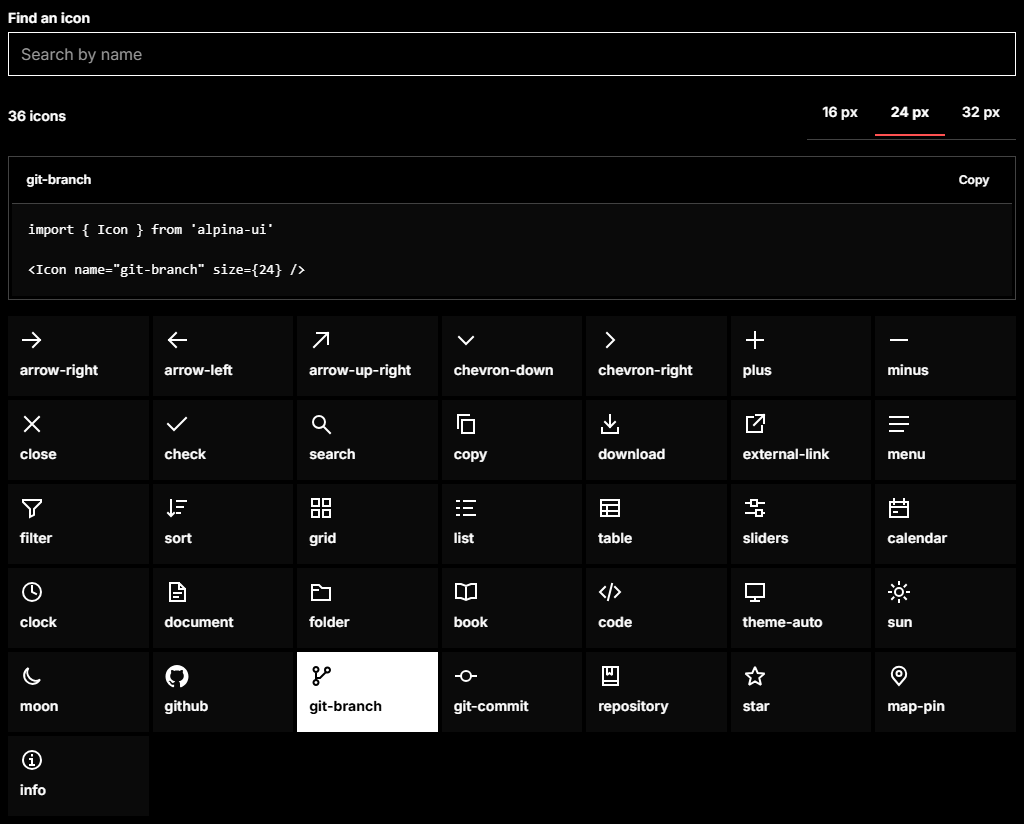 Find an icon
Search by name
36 icons
16 px 24 px 32 px
git-branch Copy
import { Icon } from 'alpina-ui'
<Icon name="git-branch" size={24} />
arrow-right arrow-left arrow-up-right chevron-down chevron-right plus minus
close check search copy download external-link menu
filter sort grid list table sliders calendar
clock document folder book code theme-auto sun
moon github git-branch git-commit repository star map-pin
info